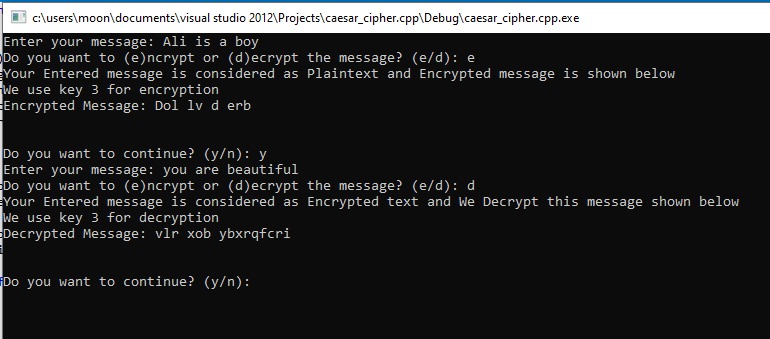 c:\users\moon\documents\visual studio 2012\Projects\caesar_cipher.cpp\Debug\caesar_cipher.cpp.exe
Enter your message: Ali is a boy
Do you want to (e)ncrypt or (d)ecrypt the message? (e/d): e
Your Entered message is considered as Plaintext and Encrypted message is shown below
We use key 3 for encryption
Encrypted Message: Dol lv d erb
Do you want to continue? (y/n): y
Enter your message: you are beautiful
Do you want to (e)ncrypt or (d)ecrypt the message? (e/d): d
Your Entered message is considered as Encrypted text and We Decrypt this message shown below
We use key 3 for decryption
Decrypted Message: vlr xob ybxrqfcri
Do you want to continue? (y/n):